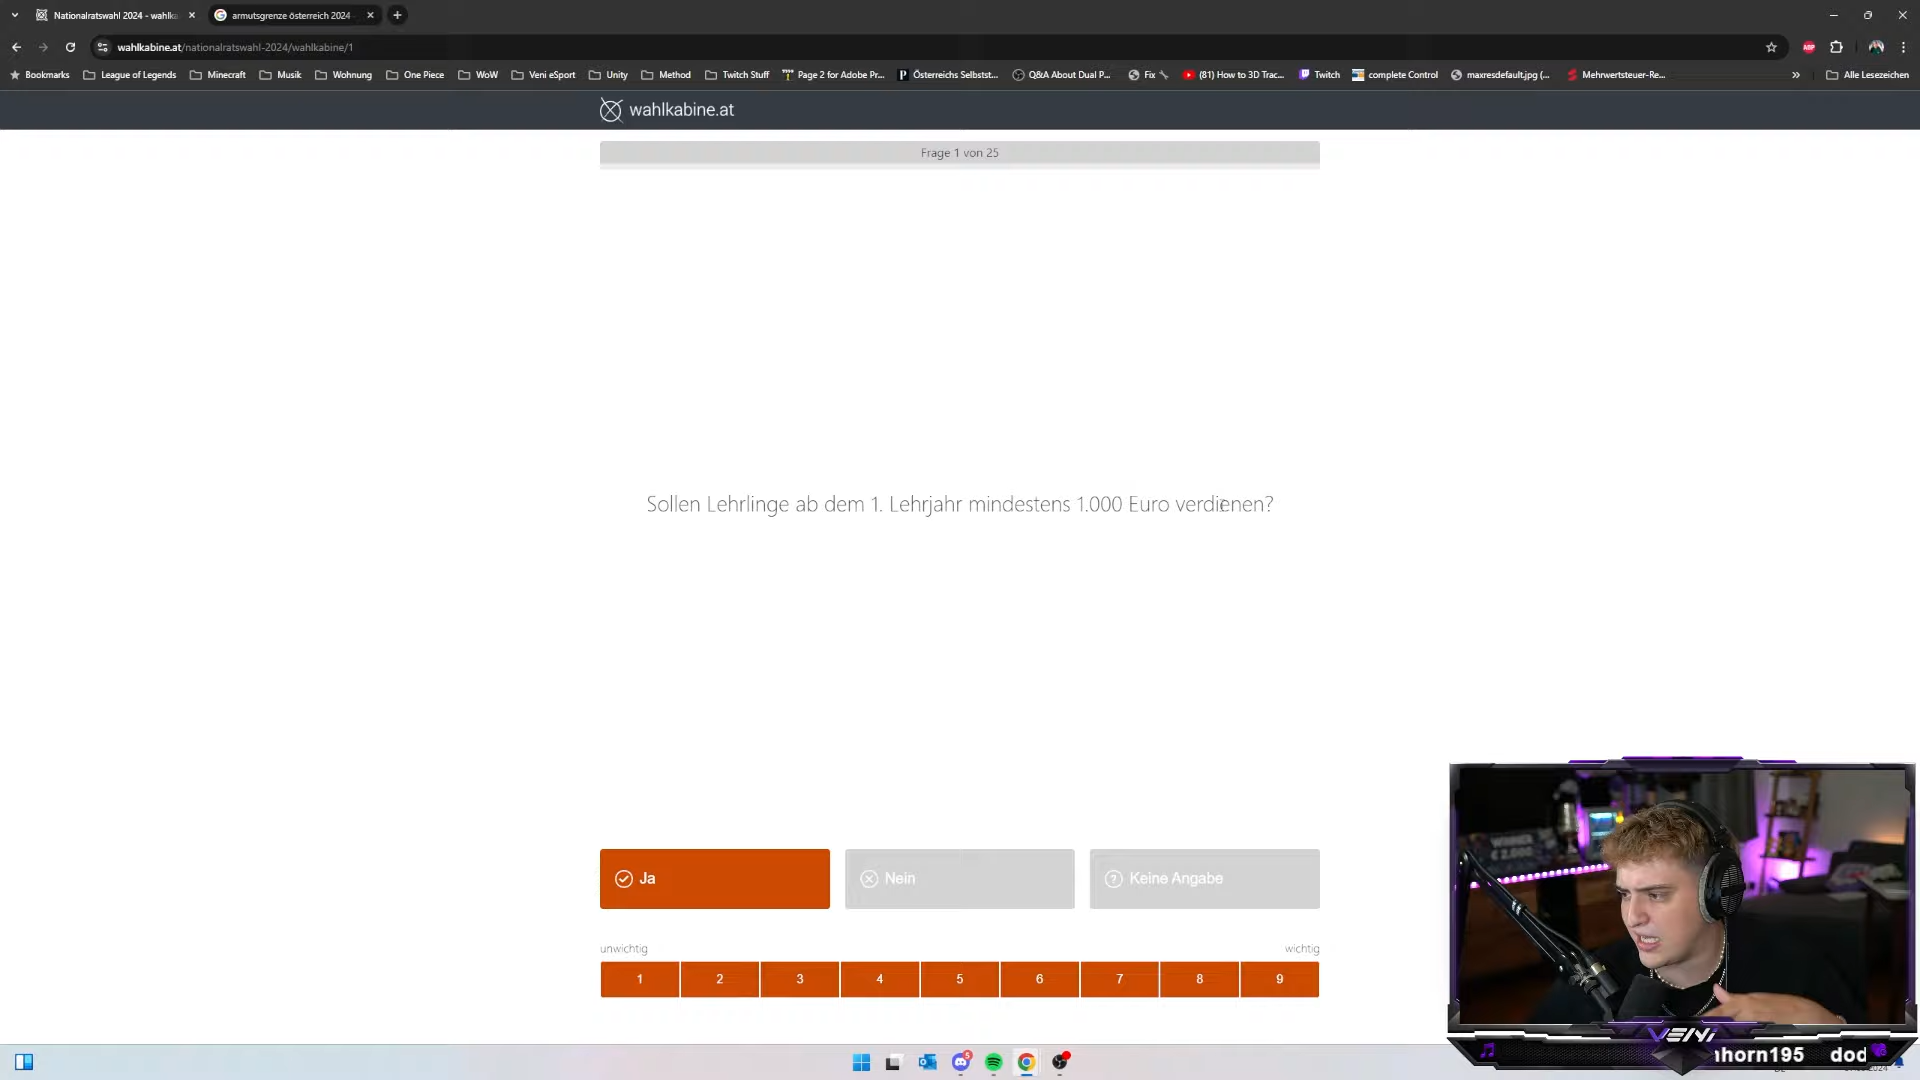 Nationalratswahl 2024 - wahlka
armutsgrenze österreich 2024
wahlkabine.at/nationalratswahl-2024/wahlkabine/1
Bookmarks
League of Legends
Minecraft
Musik
Wohnung
One Piece
WoW
Veni eSport
Unity
Method
Twitch Stuff
Page 2 for Adobe Pr...
Österreichs Selbstst...
Q&A About Dual P...
Fix
(81) How to 3D Trac...
Twitch
complete Control
maxresdefault.jpg (...
Mehrwertsteuer-Re...
»
Alle Lesezeichen
wahlkabine.at
Frage 1 von 25
Sollen Lehrlinge ab dem 1. Lehrjahr mindestens 1.000 Euro verdienen?
Ja
Nein
Keine Angabe
unwichtig
wichtig
1 2 3 4 5 6 7 8 9
VENI
hhorn195 dod